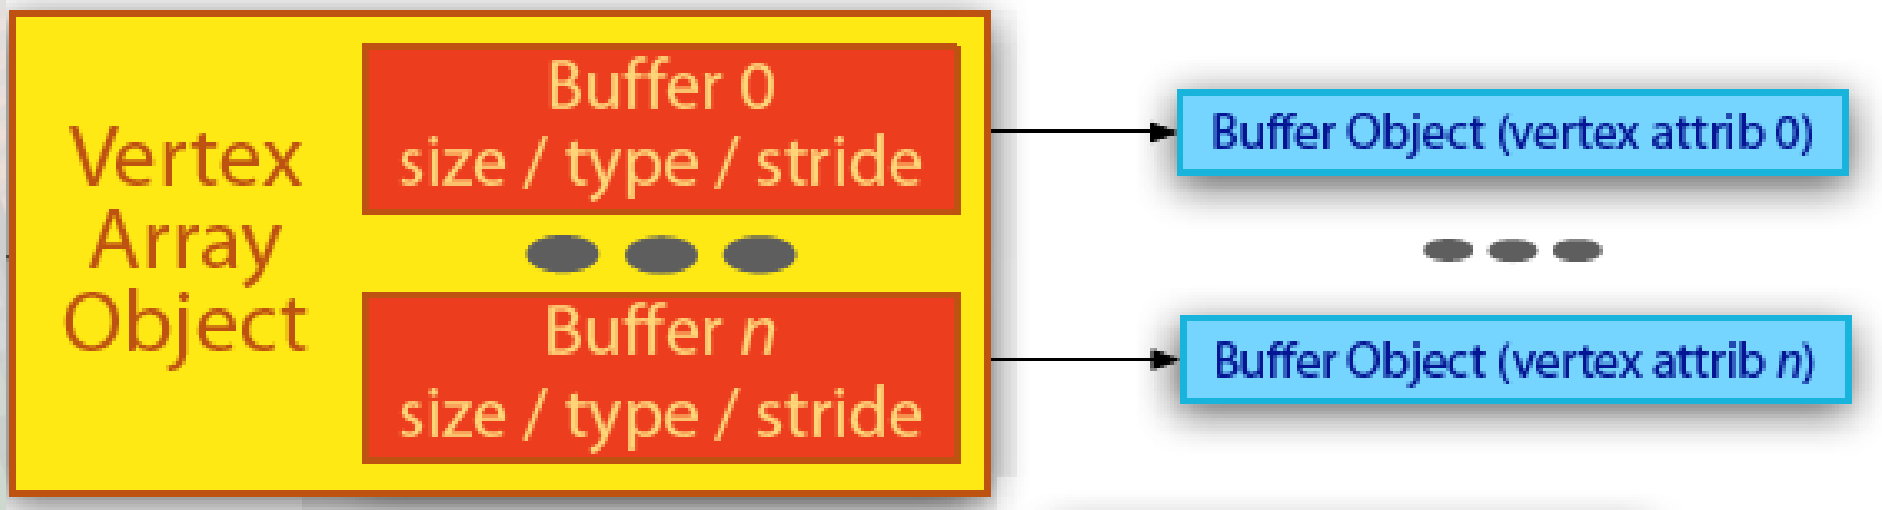 Vertex
Array
Object
Buffer 0
size / type / stride
Buffer n
size / type / stride
Buffer Object (vertex attrib 0)
Buffer Object (vertex attrib n)